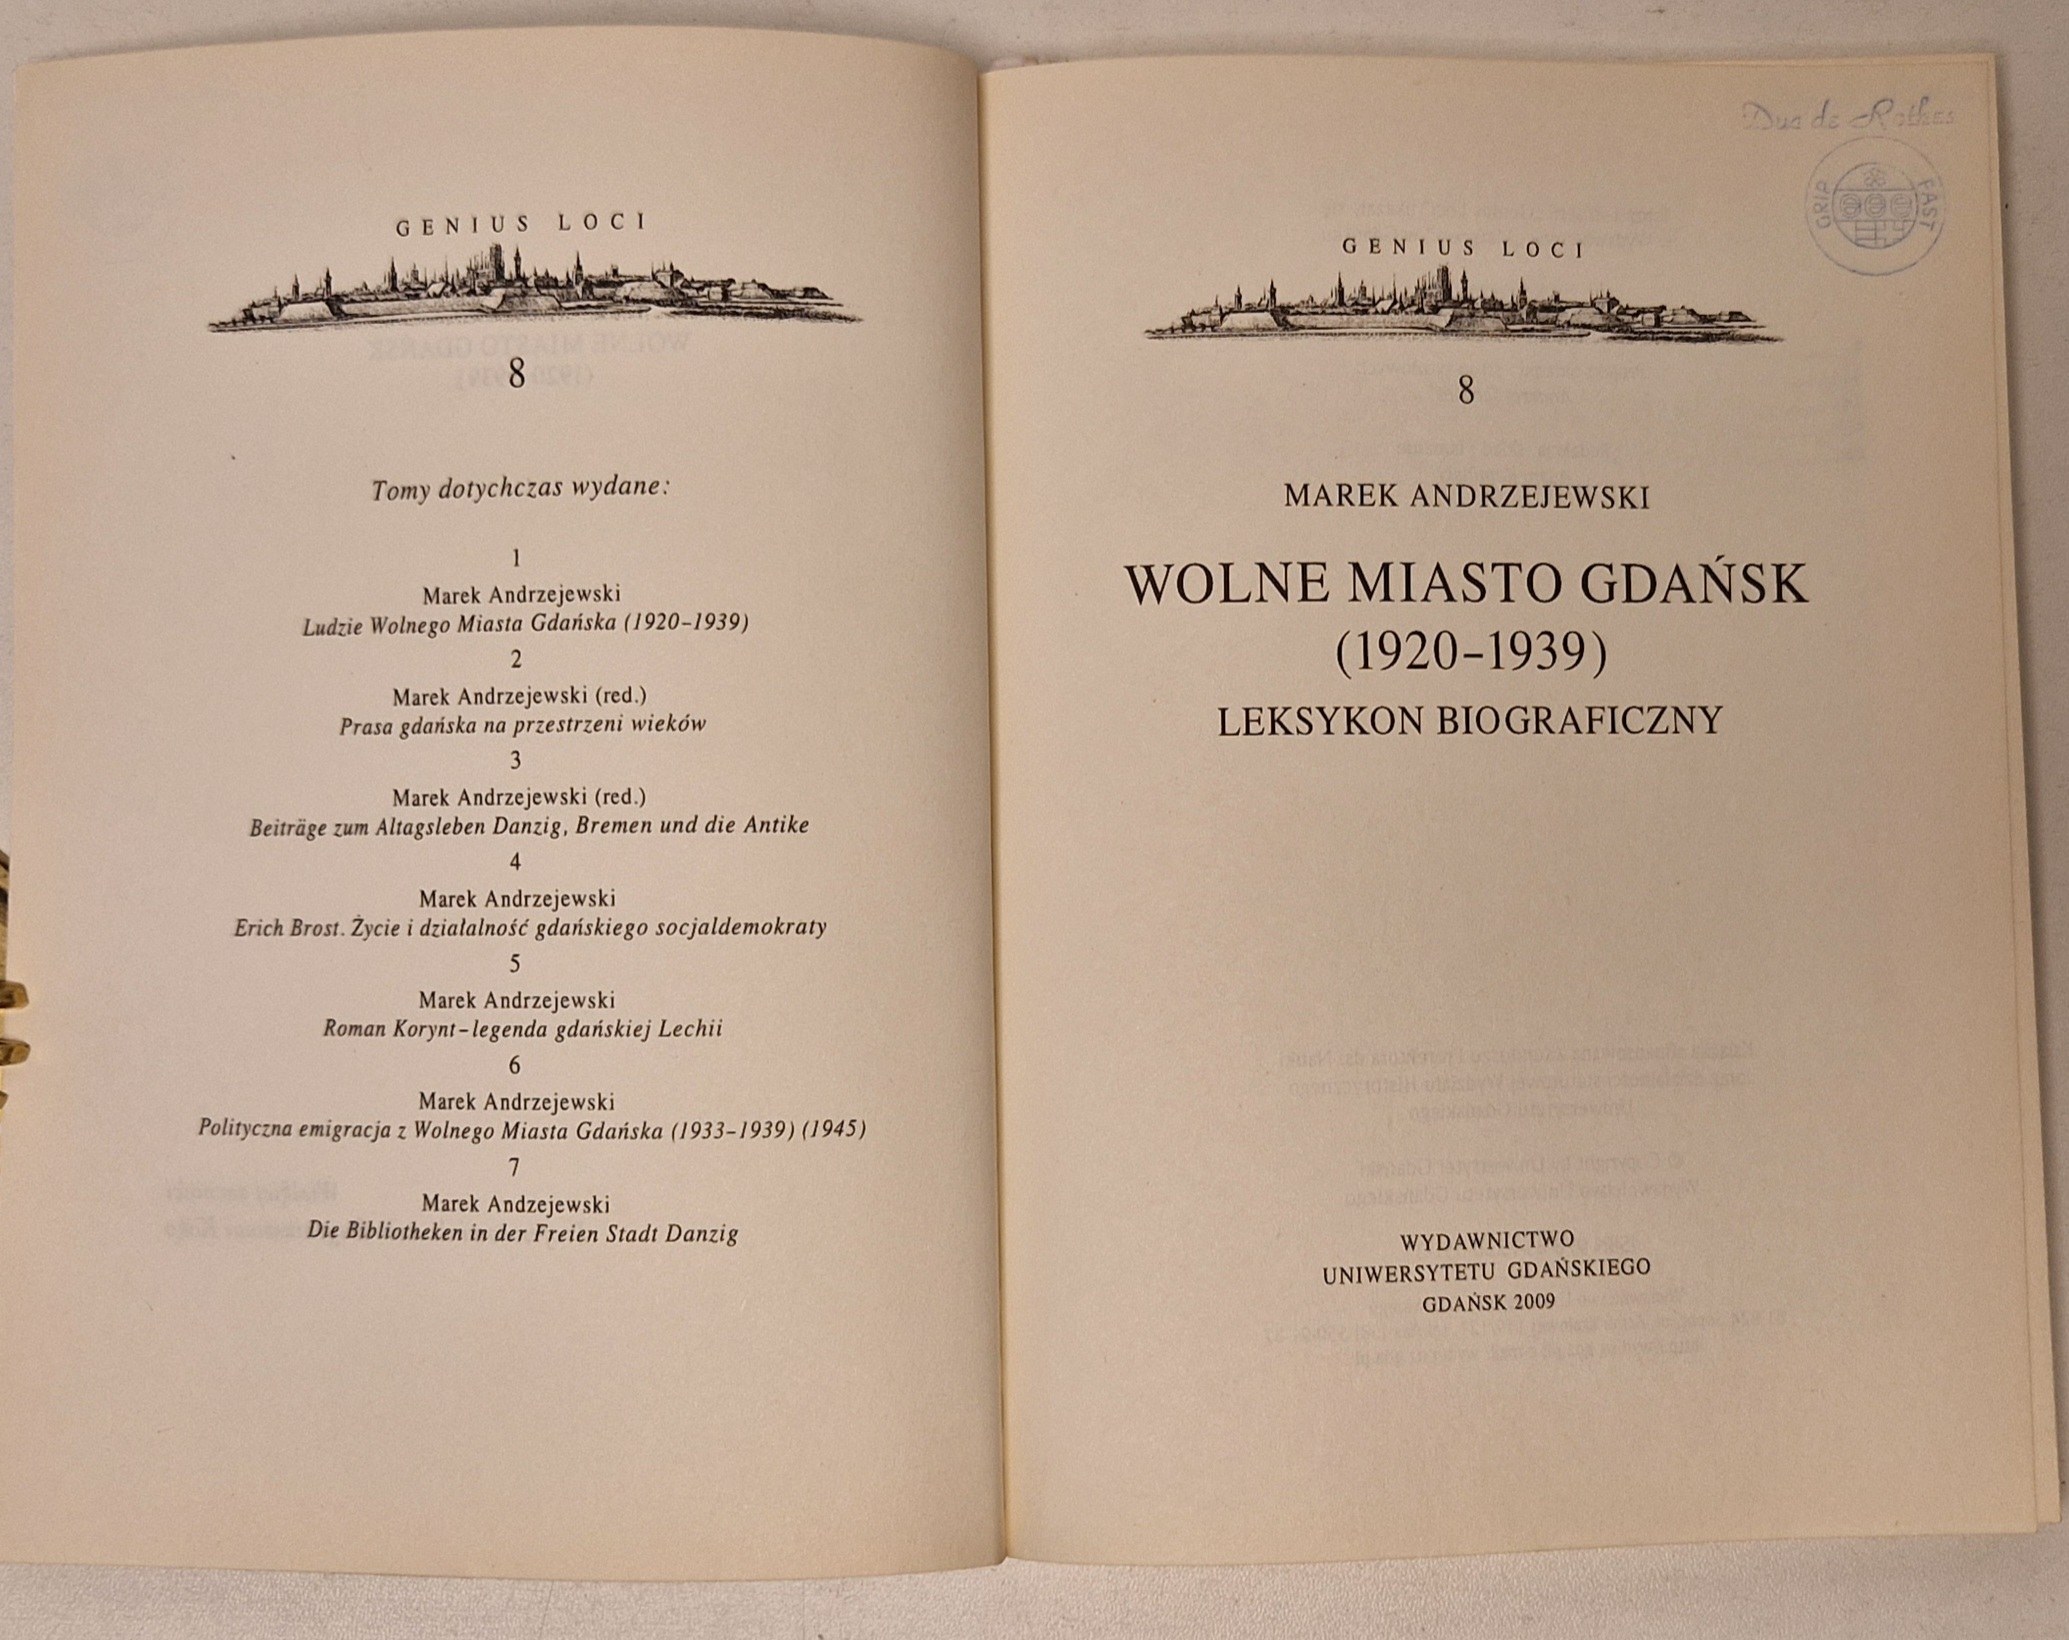 GENIUS LOCI
8
Tomy dotychczas wydane:
1
Marek Andrzejewski
Ludzie Wolnego Miasta Gdańska (1920–1939)
2
Marek Andrzejewski (red.)
Prasa gdańska na przestrzeni wieków
3
Marek Andrzejewski (red.)
Beiträge zum Altagsleben Danzig, Bremen und die Antike
4
Marek Andrzejewski
Erich Brost. Życie i działalność gdańskiego socjaldemokraty
5
Marek Andrzejewski
Roman Korynt–legenda gdańskiej Lechii
6
Marek Andrzejewski
Polityczna emigracja z Wolnego Miasta Gdańska (1933–1939) (1945)
7
Marek Andzejewski
Die Bibliotheken in der Freien Stadt Danzig
Duc de Rothes
GRIP FAST
GENIUS LOCI
8
MAREK ANDRZEJEWSKI
WOLNE MIASTO GDAŃSK
(1920–1939)
LEKSYKON BIOGRAFICZNY
WYDAWNICTWO
UNIWERSYTETU GDAŃSKIEGO
GDAŃSK 2009